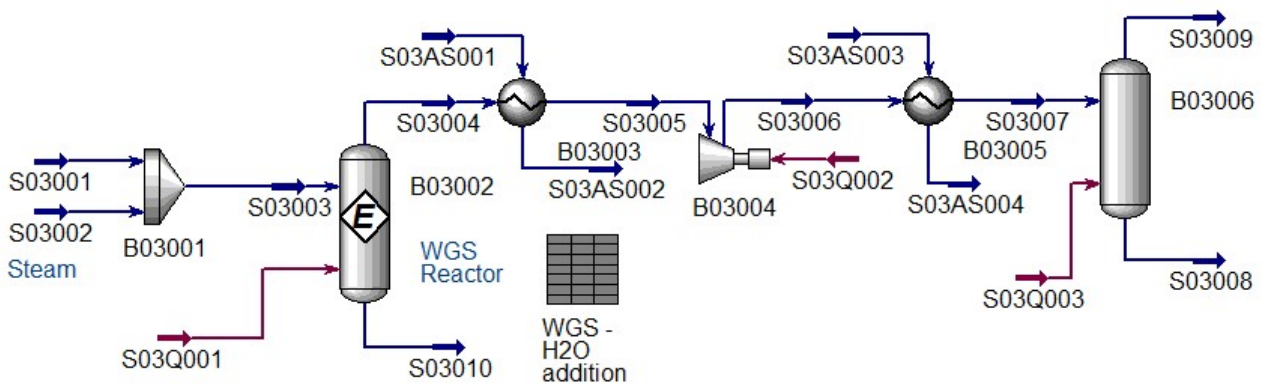 S03009
S03AS001
S03AS003
B03006
S03004
S03005
S03006
S03007
B03003
B03005
S03001
B03002
S03AS002
S03Q002
S03AS004
S03003
B03004
S03002
B03001
E
Steam
WGS
Reactor
S03Q003
S03008
WGS -
H2O
addition
S03Q001
S03010